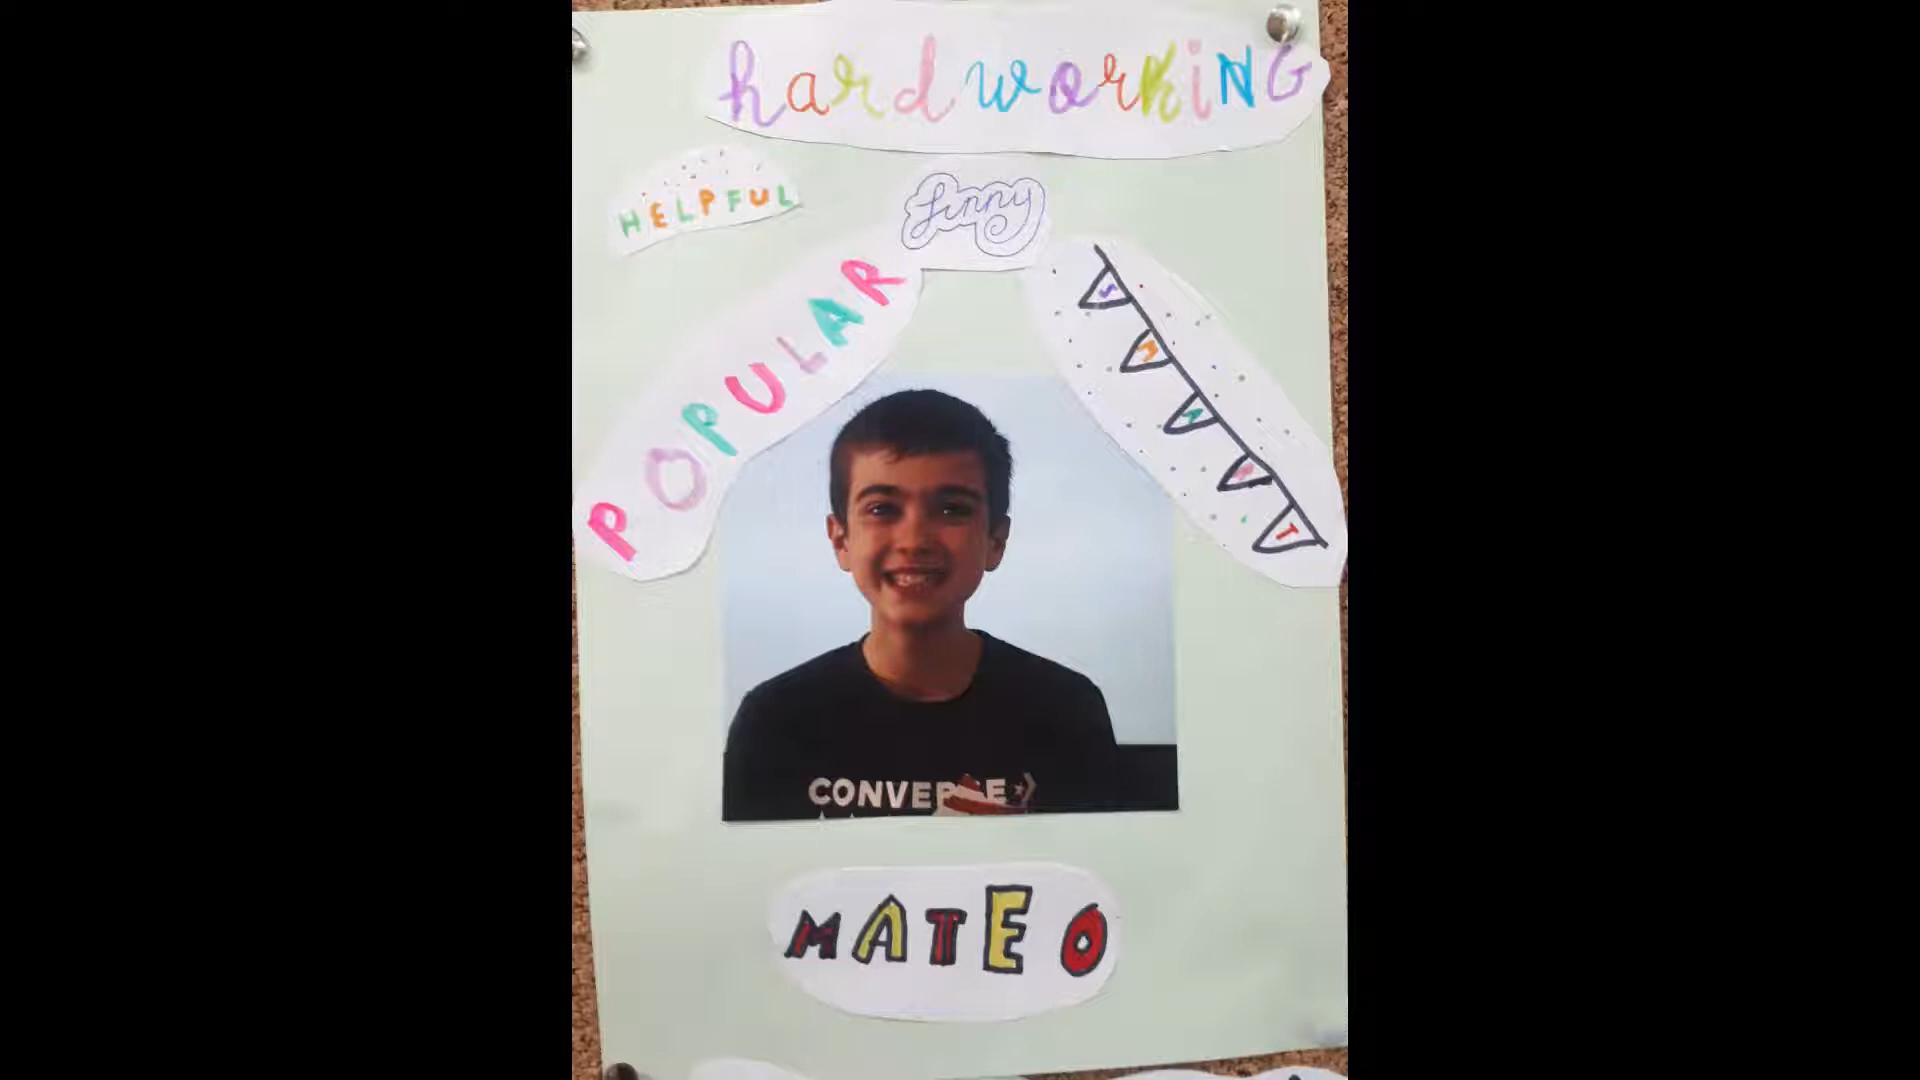 hardworkiNG
HELPFUL
funny
POPULAR
SMART
CONVERSE
MATEO